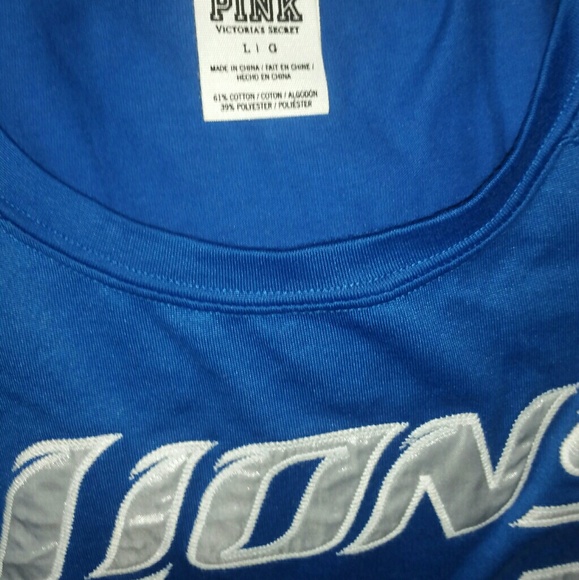 PINK
VICTORIA'S SECRET
L | G
MADE IN CHINA / FAIT EN CHINE /
HECHO EN CHINA
61% COTTON / COTON / ALGODÓN
39% POLYESTER / POLIÉSTER
LIONS